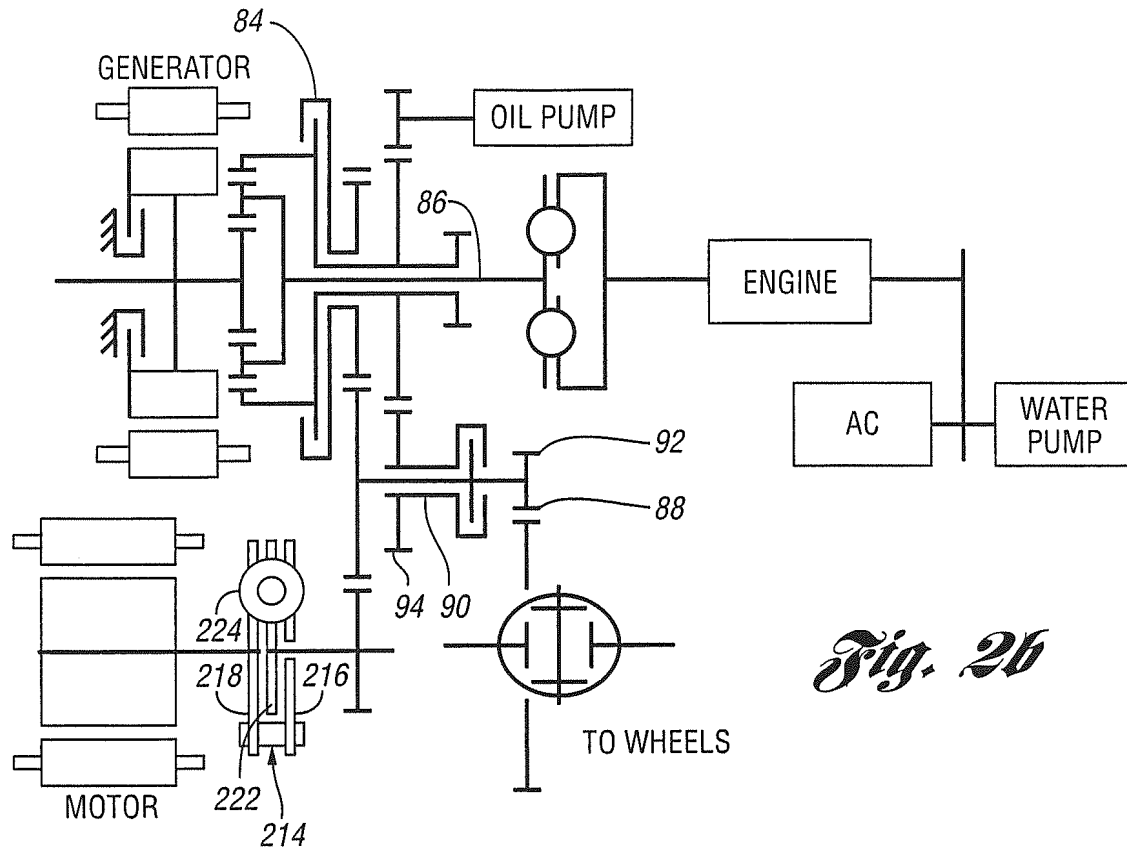 84
GENERATOR
OIL PUMP
86
ENGINE
AC
WATER
PUMP
92
88
94
90
224
218
216
222
214
MOTOR
TO WHEELS
Fig. 2b